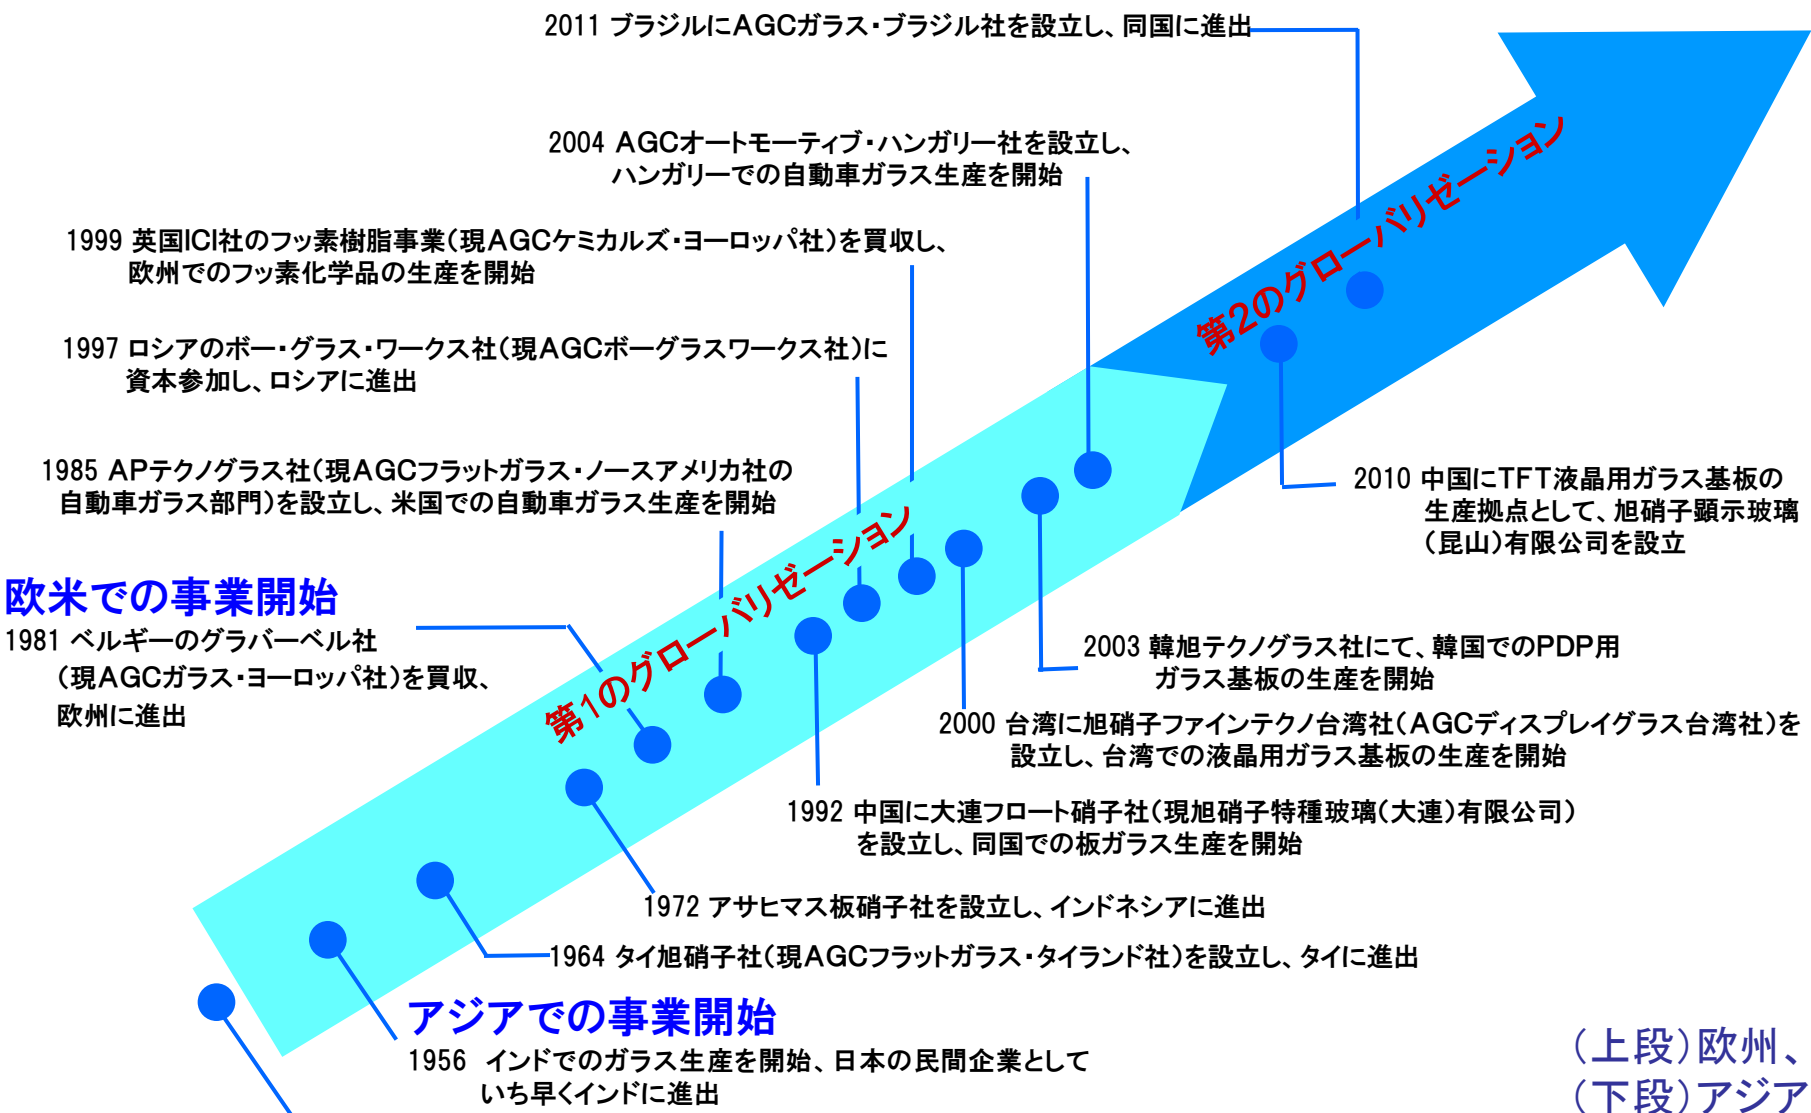 2011 ブラジルにAGCガラス・ブラジル社を設立し、同国に進出
2004 AGCオートモーティブ・ハンガリー社を設立し、
ハンガリーでの自動車ガラス生産を開始
1999 英国ICI社のフッ素樹脂事業(現AGCケミカルズ・ヨーロッパ社)を買収し、
欧州でのフッ素化学品の生産を開始
1997 ロシアのボー・グラス・ワークス社(現AGCボーグラスワークス社)に
資本参加し、ロシアに進出
1985 APテクノグラス社(現AGCフラットガラス・ノースアメリカ社の
自動車ガラス部門)を設立し、米国での自動車ガラス生産を開始
欧米での事業開始
1981 ベルギーのグラバーベル社
(現AGCガラス・ヨーロッパ社)を買収、
欧州に進出
第1のグローバリゼーション
第2のグローバリゼーション
2010 中国にTFT液晶用ガラス基板の
生産拠点として、旭硝子顕示玻璃
(昆山)有限公司を設立
2003 韓旭テクノグラス社にて、韓国でのPDP用
ガラス基板の生産を開始
2000 台湾に旭硝子ファインテクノ台湾社(AGCディスプレイグラス台湾社)を
設立し、台湾での液晶用ガラス基板の生産を開始
1992 中国に大連フロート硝子社(現旭硝子特種玻璃(大連)有限公司)
を設立し、同国での板ガラス生産を開始
1972 アサヒマス板硝子社を設立し、インドネシアに進出
1964 タイ旭硝子社(現AGCフラットガラス・タイランド社)を設立し、タイに進出
アジアでの事業開始
1956 インドでのガラス生産を開始、日本の民間企業として
いち早くインドに進出
(上段)欧州、
(下段)アジア